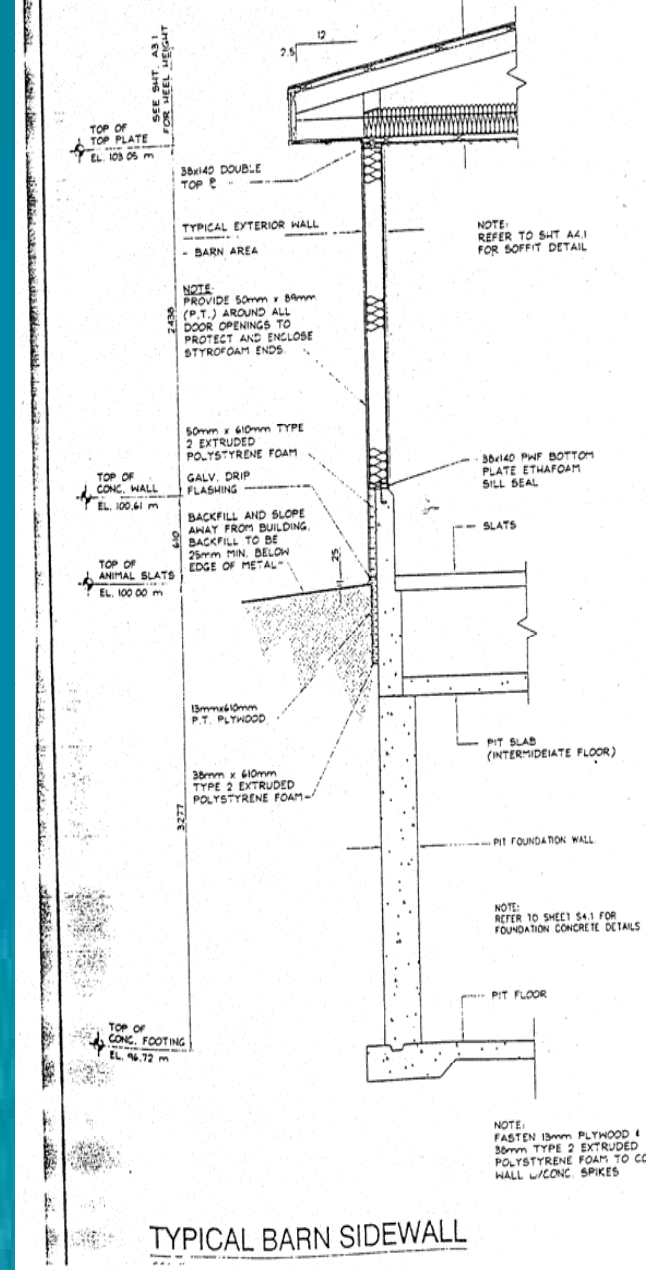 SEE SHT. A3.1
FOR HEEL HEIGHT
12
2.5
TOP OF
TOP PLATE
EL. 103.05 m
38x140 DOUBLE
TOP ⅊
TYPICAL EXTERIOR WALL
- BARN AREA
NOTE:
REFER TO SHT A4.1
FOR SOFFIT DETAIL
NOTE:
PROVIDE 50mm x 89mm
(P.T.) AROUND ALL
DOOR OPENINGS TO
PROTECT AND ENCLOSE
STYROFOAM ENDS.
2438
50mm x 610mm TYPE
2 EXTRUDED
POLYSTYRENE FOAM
38x140 PWF BOTTOM
PLATE ETHAFOAM
SILL SEAL
TOP OF
CONC. WALL
EL. 100.61 m
GALV. DRIP
FLASHING
SLATS
BACKFILL AND SLOPE
AWAY FROM BUILDING.
BACKFILL TO BE
25mm MIN. BELOW
EDGE OF METAL
610
25
TOP OF
ANIMAL SLATS
EL. 100.00 m
13mmx610mm
P.T. PLYWOOD
PIT SLAB
(INTERMIDEIATE FLOOR)
38mm x 610mm
TYPE 2 EXTRUDED
POLYSTYRENE FOAM
3277
PIT FOUNDATION WALL
NOTE:
REFER TO SHEET S4.1 FOR
FOUNDATION CONCRETE DETAILS
PIT FLOOR
TOP OF
CONC. FOOTING
EL. 96.72 m
NOTE:
FASTEN 13mm PLYWOOD &
38mm TYPE 2 EXTRUDED
POLYSTYRENE FOAM TO CO
WALL W/CONC. SPIKES
TYPICAL BARN SIDEWALL